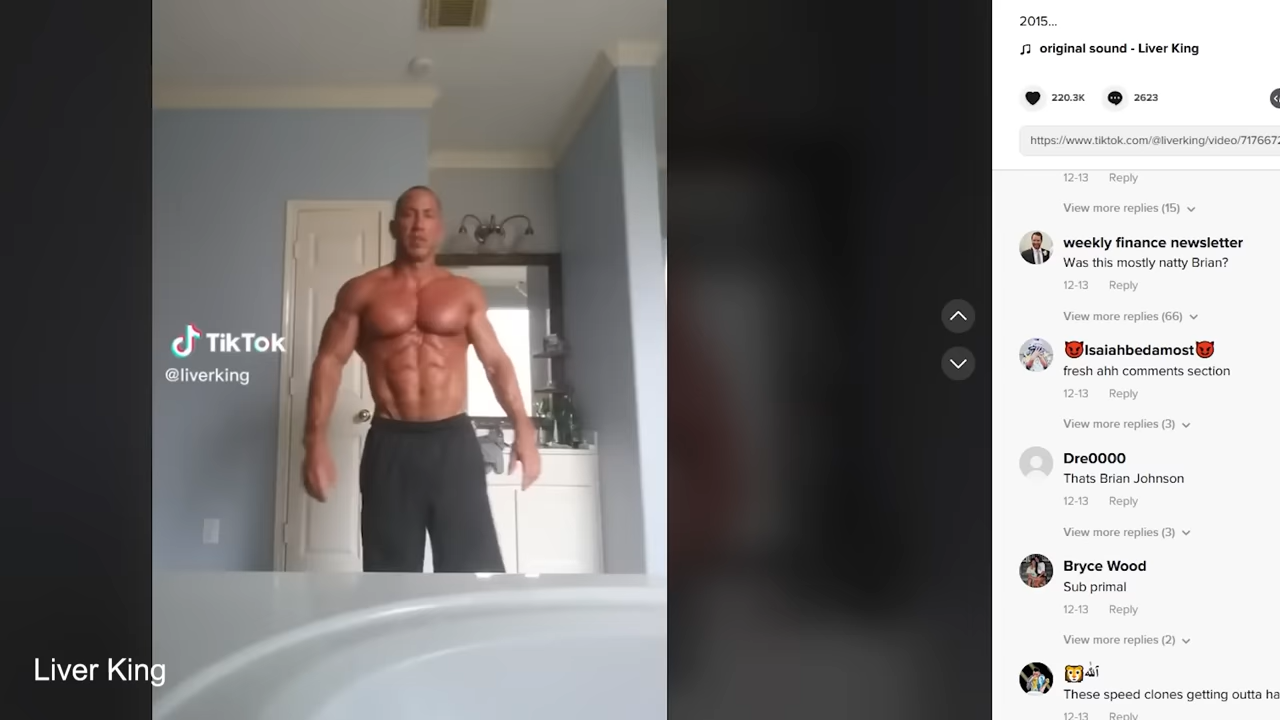 TikTok
@liverking
Liver King
2015...
original sound - Liver King
220.3K
2623
https://www.tiktok.com/@liverking/video/7176672
12-13 Reply
View more replies (15)
weekly finance newsletter
Was this mostly natty Brian?
12-13 Reply
View more replies (66)
😈Isaiahbedamost😈
fresh ahh comments section
12-13 Reply
View more replies (3)
Dre0000
Thats Brian Johnson
12-13 Reply
View more replies (3)
Bryce Wood
Sub primal
12-13 Reply
View more replies (2)
🐯ﷲ
These speed clones getting outta ha
12-13 Reply